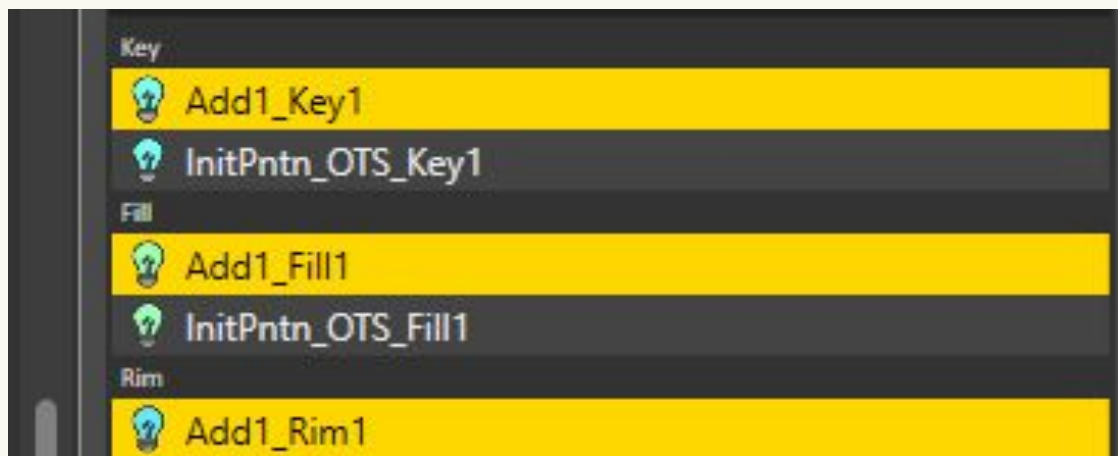 Key
Add1_Key1
InitPntn_OTS_Key1
Fill
Add1_Fill1
InitPntn_OTS_Fill1
Rim
Add1_Rim1